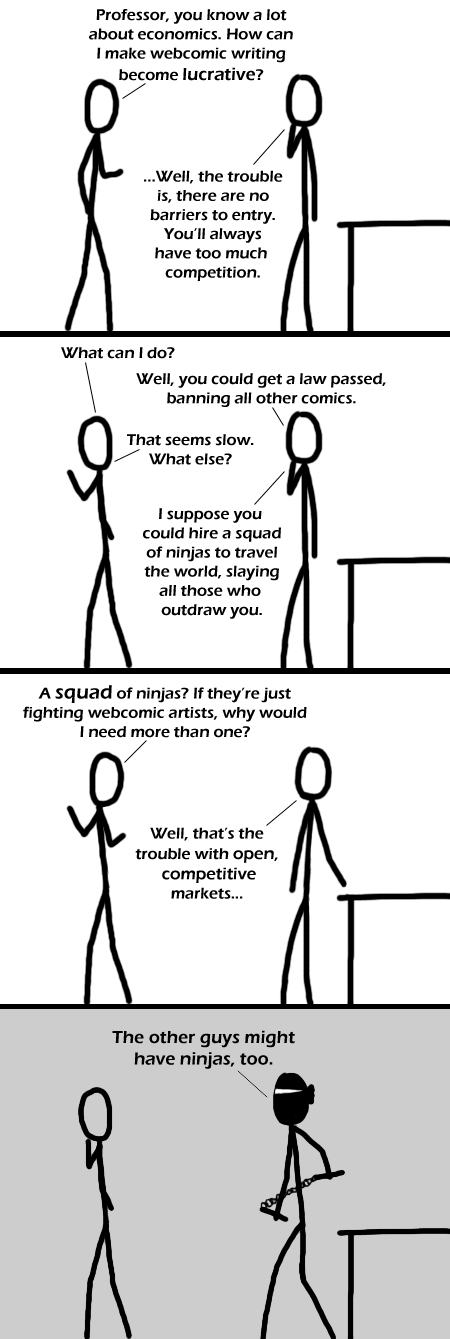 Professor, you know a lot
about economics. How can
I make webcomic writing
become lucrative?
...Well, the trouble
is, there are no
barriers to entry.
You'll always
have too much
competition.
What can I do?
Well, you could get a law passed,
banning all other comics.
That seems slow.
What else?
I suppose you
could hire a squad
of ninjas to travel
the world, slaying
all those who
outdraw you.
A squad of ninjas? If they're just
fighting webcomic artists, why would
I need more than one?
Well, that's the
trouble with open,
competitive
markets...
The other guys might
have ninjas, too.